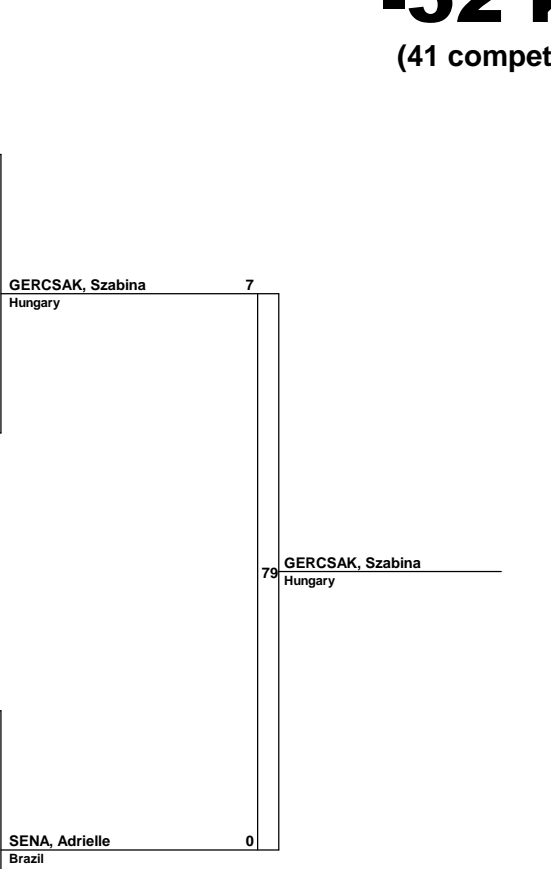 -52
(41 compet
GERCSAK, Szabina 7
Hungary
79
GERCSAK, Szabina
Hungary
SENA, Adrielle 0
Brazil